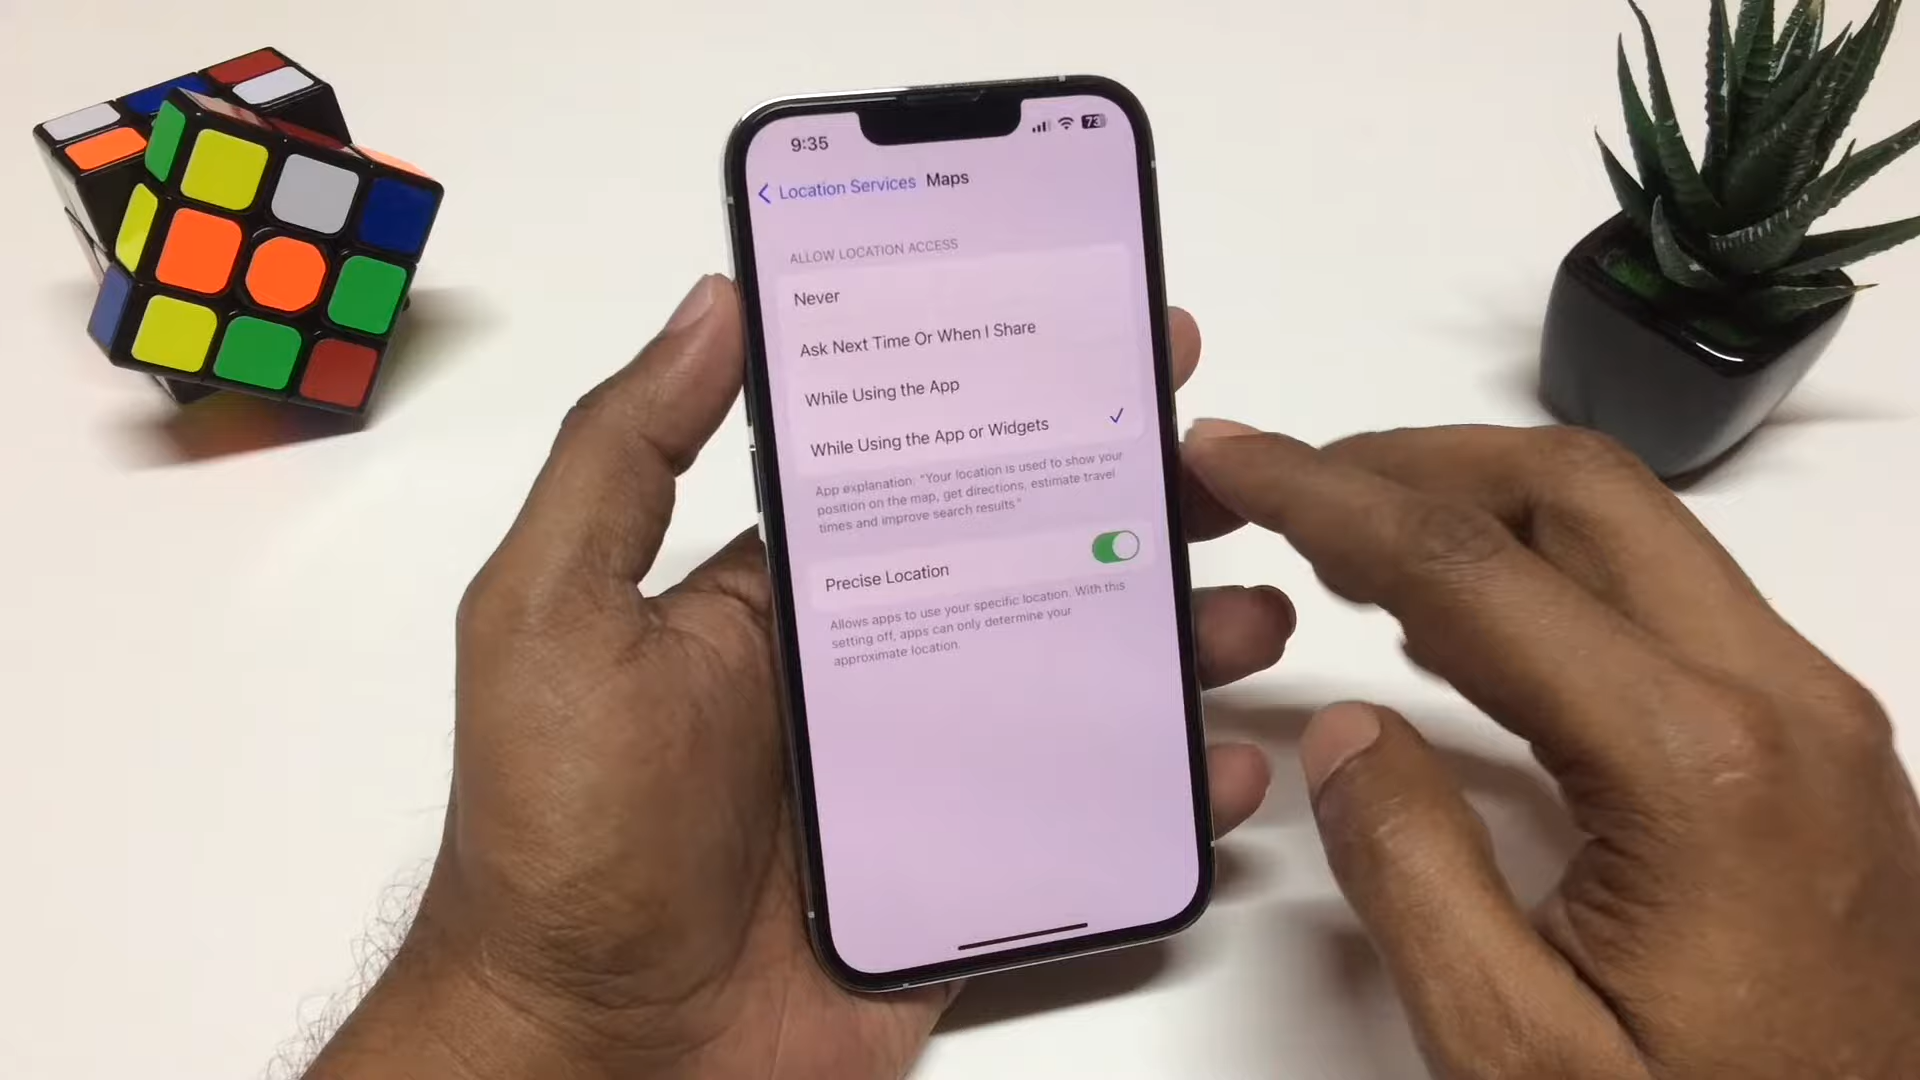 9:35
73
Location Services Maps
ALLOW LOCATION ACCESS
Never
Ask Next Time Or When I Share
While Using the App
While Using the App or Widgets
App explanation: “Your location is used to show your
position on the map, get directions, estimate travel
times and improve search results.”
Precise Location
Allows apps to use your specific location. With this
setting off, apps can only determine your
approximate location.